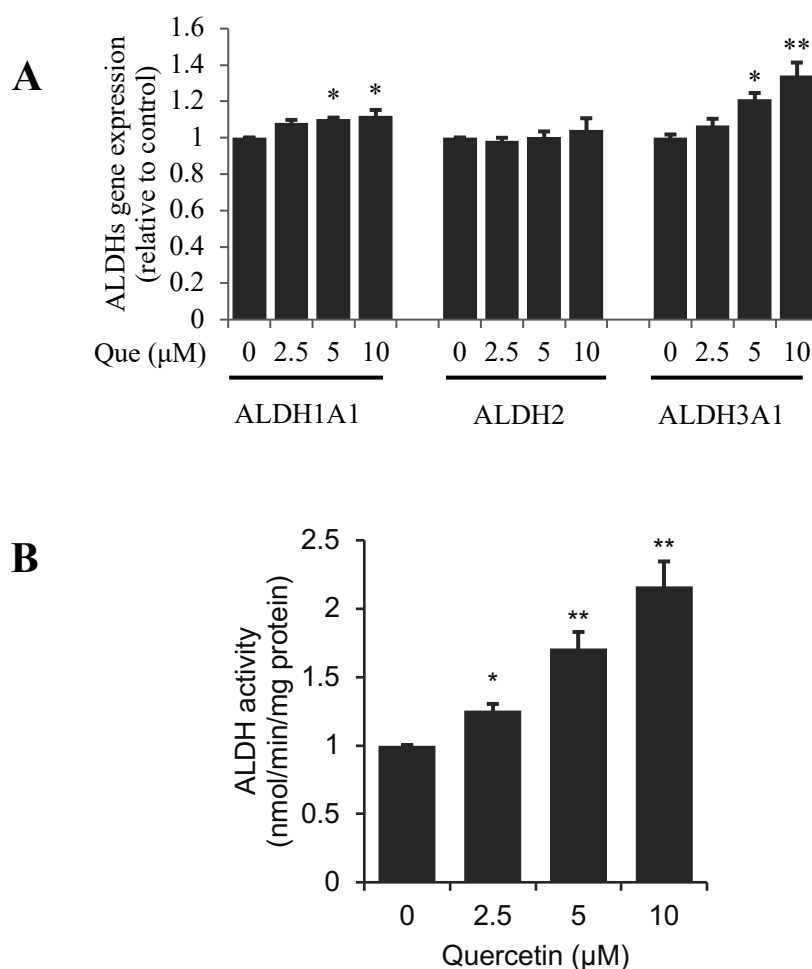 A
ALDHs gene expression
(relative to control)
1.6
1.4
1.2
1
0.8
0.6
0.4
0.2
0
* * * **
Que (μM) 0 2.5 5 10 0 2.5 5 10 0 2.5 5 10
ALDH1A1 ALDH2 ALDH3A1
B
ALDH activity
(nmol/min/mg protein)
2.5
2
1.5
1
0.5
0
* ** **
0 2.5 5 10
Quercetin (μM)